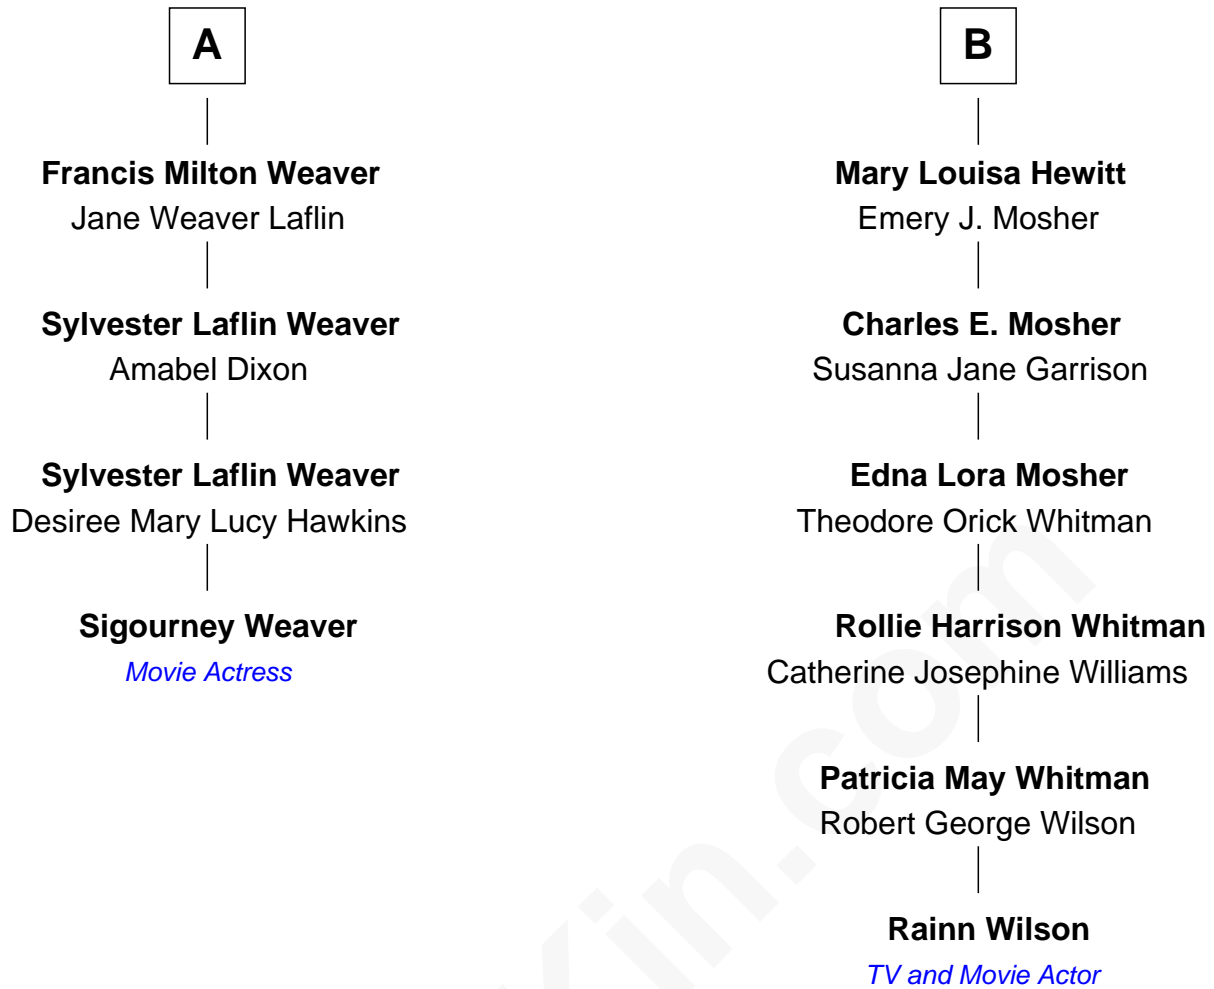 A
Francis Milton Weaver
Jane Weaver Laflin
Sylvester Laflin Weaver
Amabel Dixon
Sylvester Laflin Weaver
Desiree Mary Lucy Hawkins
Sigourney Weaver
Movie Actress
B
Mary Louisa Hewitt
Emery J. Mosher
Charles E. Mosher
Susanna Jane Garrison
Edna Lora Mosher
Theodore Orick Whitman
Rollie Harrison Whitman
Catherine Josephine Williams
Patricia May Whitman
Robert George Wilson
Rainn Wilson
TV and Movie Actor
Kin.com